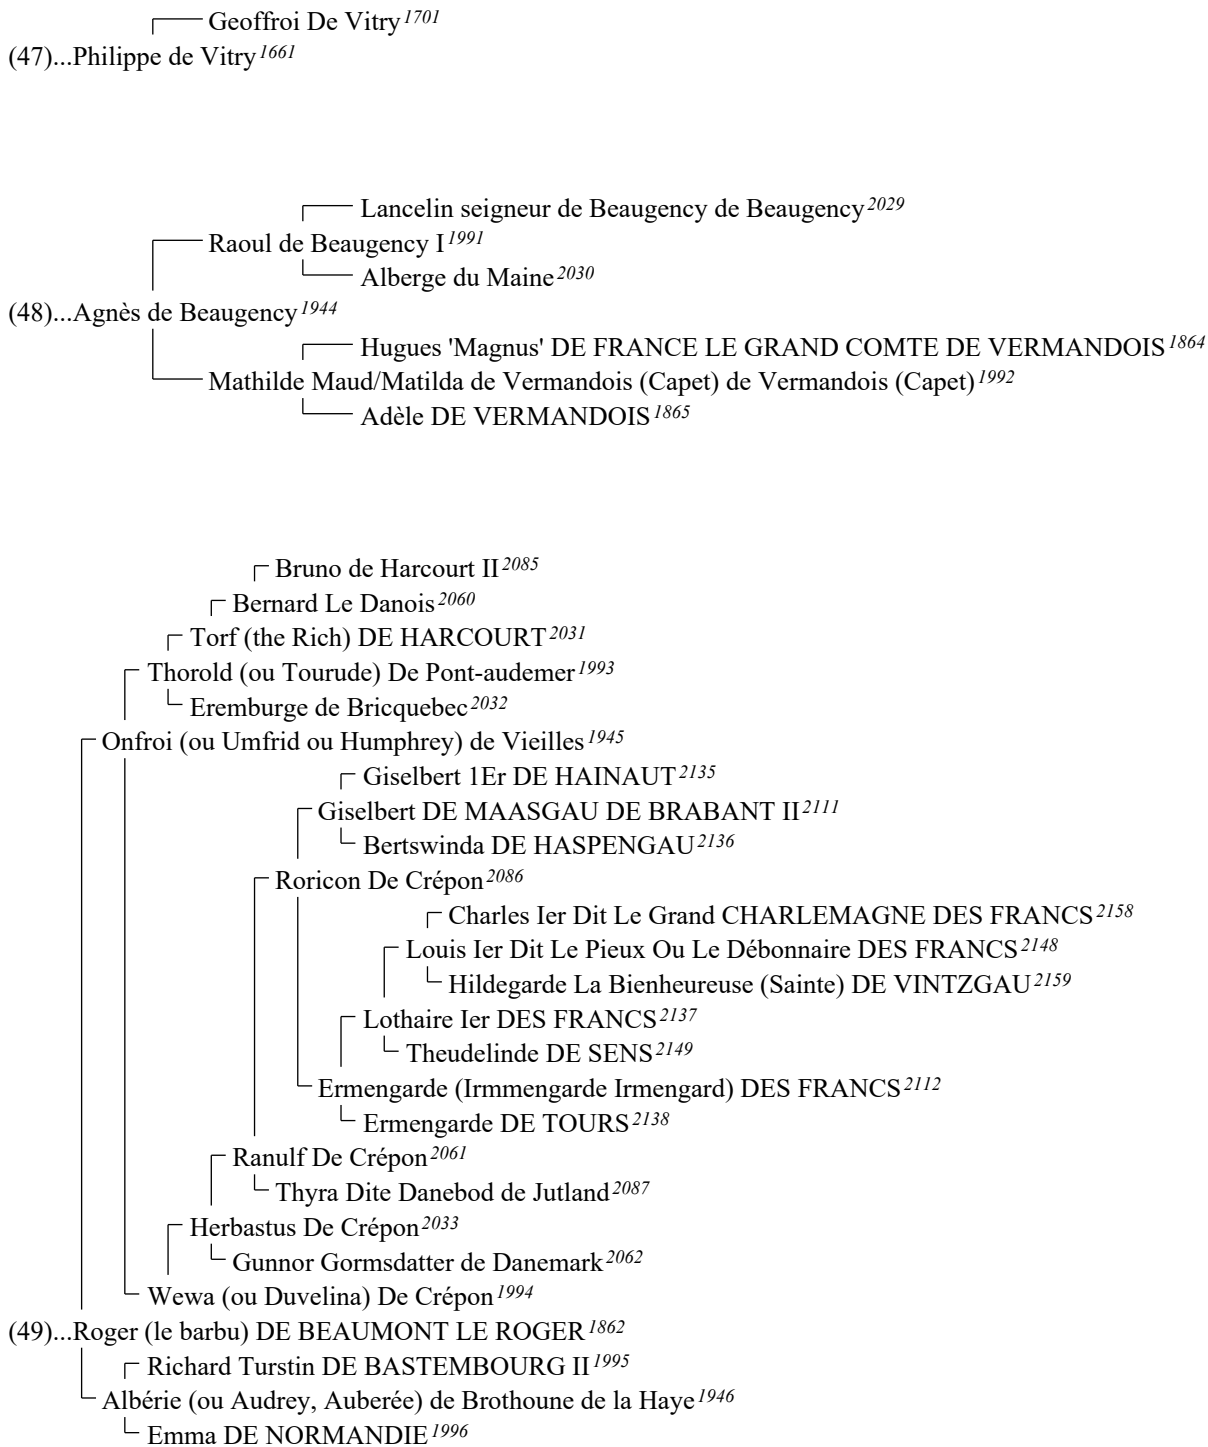 Geoffroi De Vitry1701
(47)...Philippe de Vitry1661
Lancelin seigneur de Beaugency de Beaugency2029
Raoul de Beaugency I1991
Alberge du Maine2030
(48)...Agnès de Beaugency1944
Hugues 'Magnus' DE FRANCE LE GRAND COMTE DE VERMANDOIS1864
Mathilde Maud/Matilda de Vermandois (Capet) de Vermandois (Capet)1992
Adèle DE VERMANDOIS1865
Bruno de Harcourt II2085
Bernard Le Danois2060
Torf (the Rich) DE HARCOURT2031
Thorold (ou Tourude) De Pont-audemer1993
Eremburge de Bricquebec2032
Onfroi (ou Umfrid ou Humphrey) de Vieilles1945
Giselbert 1Er DE HAINAUT2135
Giselbert DE MAASGAU DE BRABANT II2111
Bertswinda DE HASPENGAU2136
Roricon De Crépon2086
Charles Ier Dit Le Grand CHARLEMAGNE DES FRANCS2158
Louis Ier Dit Le Pieux Ou Le Débonnaire DES FRANCS2148
Hildegarde La Bienheureuse (Sainte) DE VINTZGAU2159
Lothaire Ier DES FRANCS2137
Theudelinde DE SENS2149
Ermengarde (Irmmengarde Irmengard) DES FRANCS2112
Ermengarde DE TOURS2138
Ranulf De Crépon2061
Thyra Dite Danebod de Jutland2087
Herbastus De Crépon2033
Gunnor Gormsdatter de Danemark2062
Wewa (ou Duvelina) De Crépon1994
(49)...Roger (le barbu) DE BEAUMONT LE ROGER1862
Richard Turstin DE BASTEMBOURG II1995
Albérie (ou Audrey, Auberée) de Brothoune de la Haye1946
Emma DE NORMANDIE1996